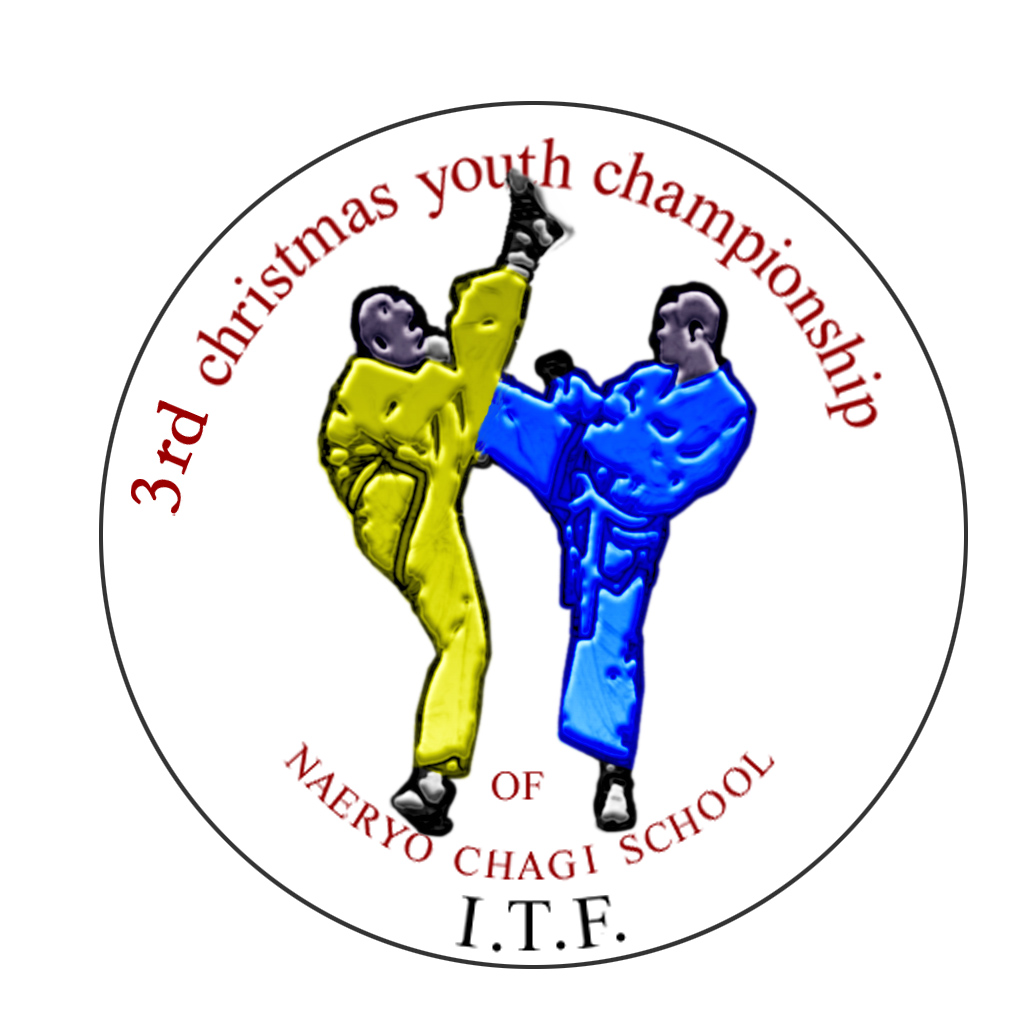 3rd christmas youth championship
OF
NAERYO CHAGI SCHOOL
I.T.F.